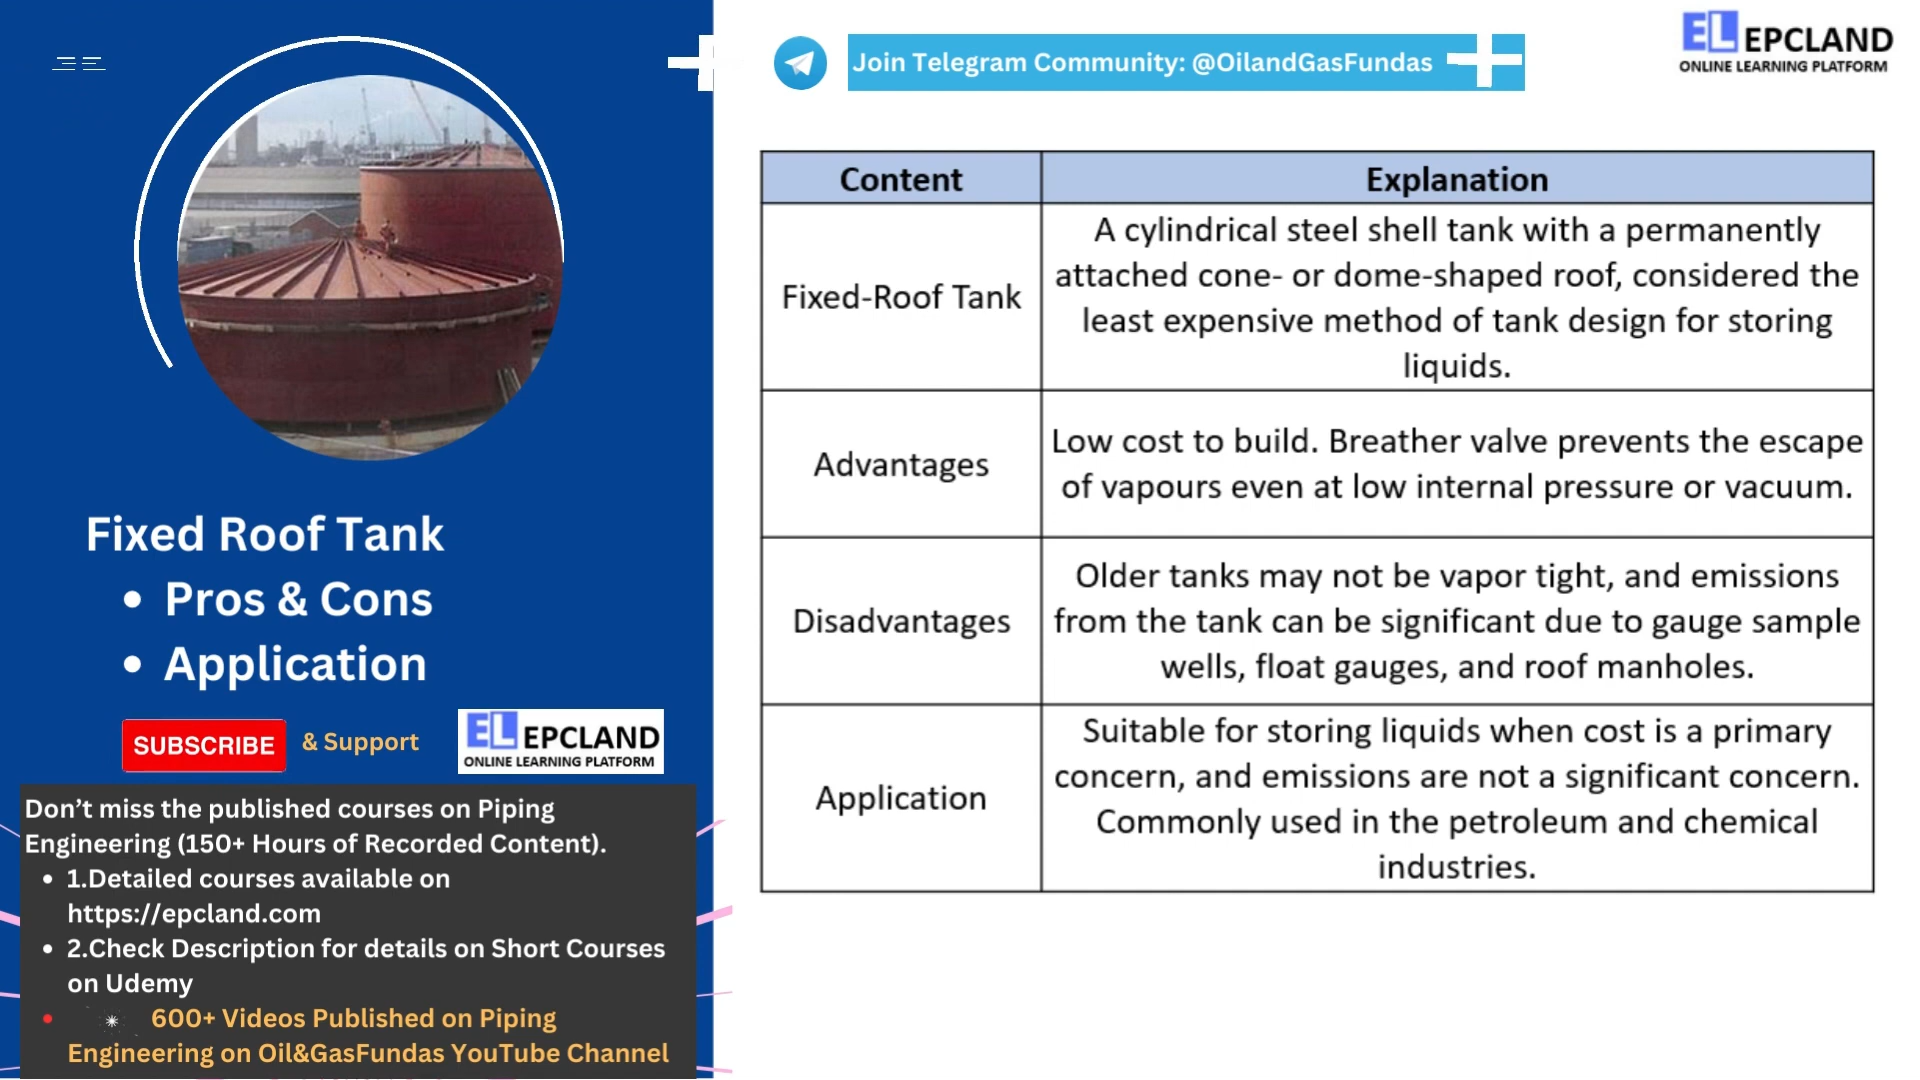 Join Telegram Community: @OilandGasFundas
EL EPCLAND
ONLINE LEARNING PLATFORM
Fixed Roof Tank
• Pros & Cons
• Application
SUBSCRIBE & Support
EL EPCLAND
ONLINE LEARNING PLATFORM
Don't miss the published courses on Piping
Engineering (150+ Hours of Recorded Content).
• 1.Detailed courses available on
https://epcland.com
• 2.Check Description for details on Short Courses
on Udemy
• 600+ Videos Published on Piping
Engineering on Oil&GasFundas YouTube Channel
Content
Explanation
Fixed-Roof Tank
A cylindrical steel shell tank with a permanently
attached cone- or dome-shaped roof, considered the
least expensive method of tank design for storing
liquids.
Advantages
Low cost to build. Breather valve prevents the escape
of vapours even at low internal pressure or vacuum.
Disadvantages
Older tanks may not be vapor tight, and emissions
from the tank can be significant due to gauge sample
wells, float gauges, and roof manholes.
Application
Suitable for storing liquids when cost is a primary
concern, and emissions are not a significant concern.
Commonly used in the petroleum and chemical
industries.